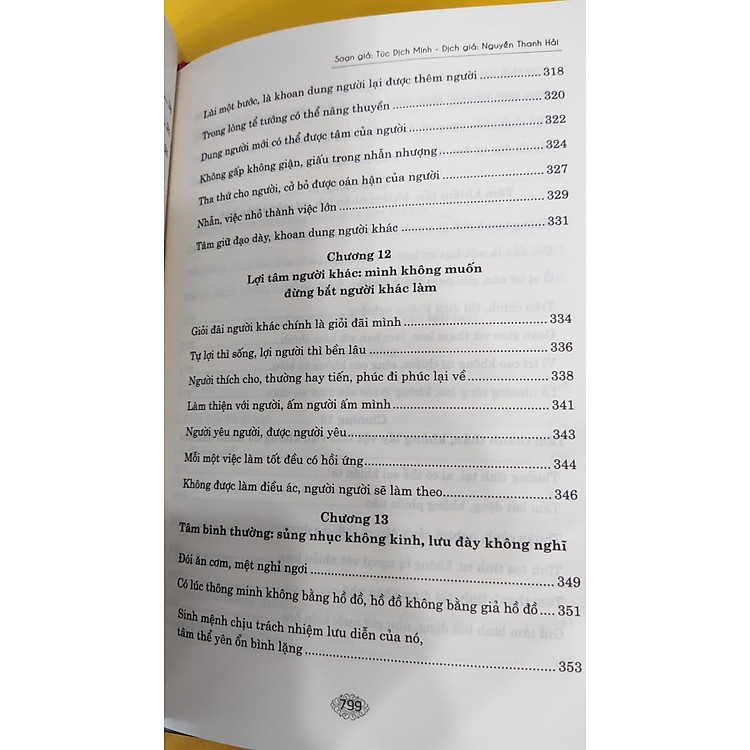 Soạn giả: Túc Dịch Minh - Dịch giả: Nguyễn Thanh Hải
Lùi một bước, là khoan dung người lại được thêm người ................... 318
Trong lòng tể tướng có thể nâng thuyền ................... 320
Dung người mới có thể được tâm của người ................... 322
Không gấp không giận, giấu trong nhẫn nhượng ................... 324
Tha thứ cho người, cởi bỏ được oán hận của người ................... 327
Nhẫn, việc nhỏ thành việc lớn ................... 329
Tâm giữ đạo dày, khoan dung người khác ................... 331
Chương 12
Lợi tâm người khác: mình không muốn
đừng bắt người khác làm
Giỏi đãi người khác chính là giỏi đãi mình ................... 334
Tự lợi thì sống, lợi người thì bền lâu ................... 336
Người thích cho, thường hay tiến, phúc đi phúc lại về ................... 338
Làm thiện với người, ấm người ấm mình ................... 341
Người yêu người, được người yêu ................... 343
Mỗi một việc làm tốt đều có hồi ứng ................... 344
Không được làm điều ác, người người sẽ làm theo ................... 346
Chương 13
Tâm bình thường: sủng nhục không kinh, lưu đày không nghĩ
Đói ăn cơm, mệt nghỉ ngơi ................... 349
Có lúc thông minh không bằng hồ đồ, hồ đồ không bằng giả hồ đồ .... 351
Sinh mệnh chịu trách nhiệm lưu diễn của nó,
tâm thể yên ổn bình lặng ................... 353
799